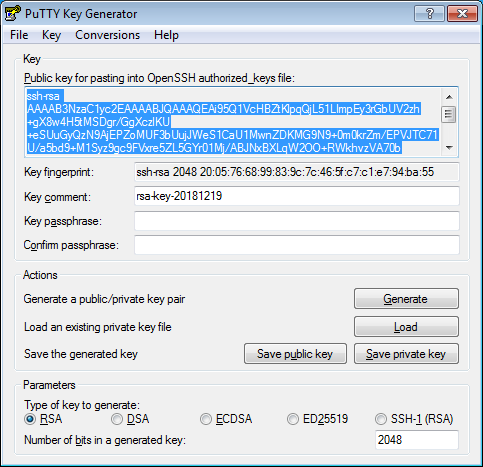 PuTTY Key Generator
File Key Conversions Help
Key
Public key for pasting into OpenSSH authorized_keys file:
ssh-rsa
AAAAB3NzaC1yc2EAAAABJQAAAQEAi95Q1VcHBZtKlpqQjL51LlmpEy3rGbUV2zh
+gX8w4H5tMSDgr/GgXczIKU
+eSUuGyQzN9AjEPZoMUF3bUujJWeS1CaU1MwnZDKMG9N9+0m0krZm/EPVJTC71
U/a5bd9+M1Syz9gc9FVxre5ZL5GYr01Mj/ABJNxBXLqW2OO+RWkhvzVA70b
Key fingerprint:
ssh-rsa 2048 20:05:76:68:99:83:9c:7c:46:5f:c7:c1:e7:94:ba:55
Key comment:
rsa-key-20181219
Key passphrase:
Confirm passphrase:
Actions
Generate a public/private key pair
Generate
Load an existing private key file
Load
Save the generated key
Save public key Save private key
Parameters
Type of key to generate:
RSA DSA ECDSA ED25519 SSH-1 (RSA)
Number of bits in a generated key:
2048